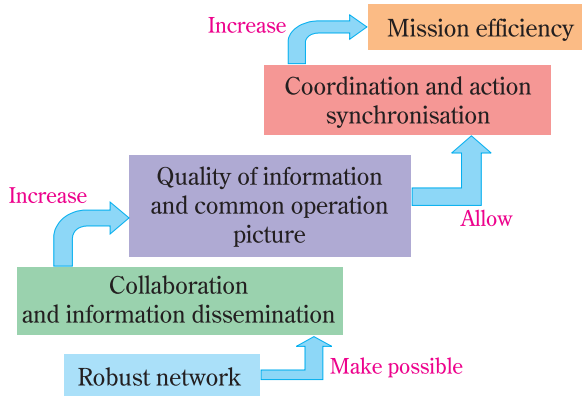 Increase
Mission efficiency
Coordination and action
synchronisation
Increase
Quality of information
and common operation
picture
Allow
Collaboration
and information dissemination
Robust network
Make possible